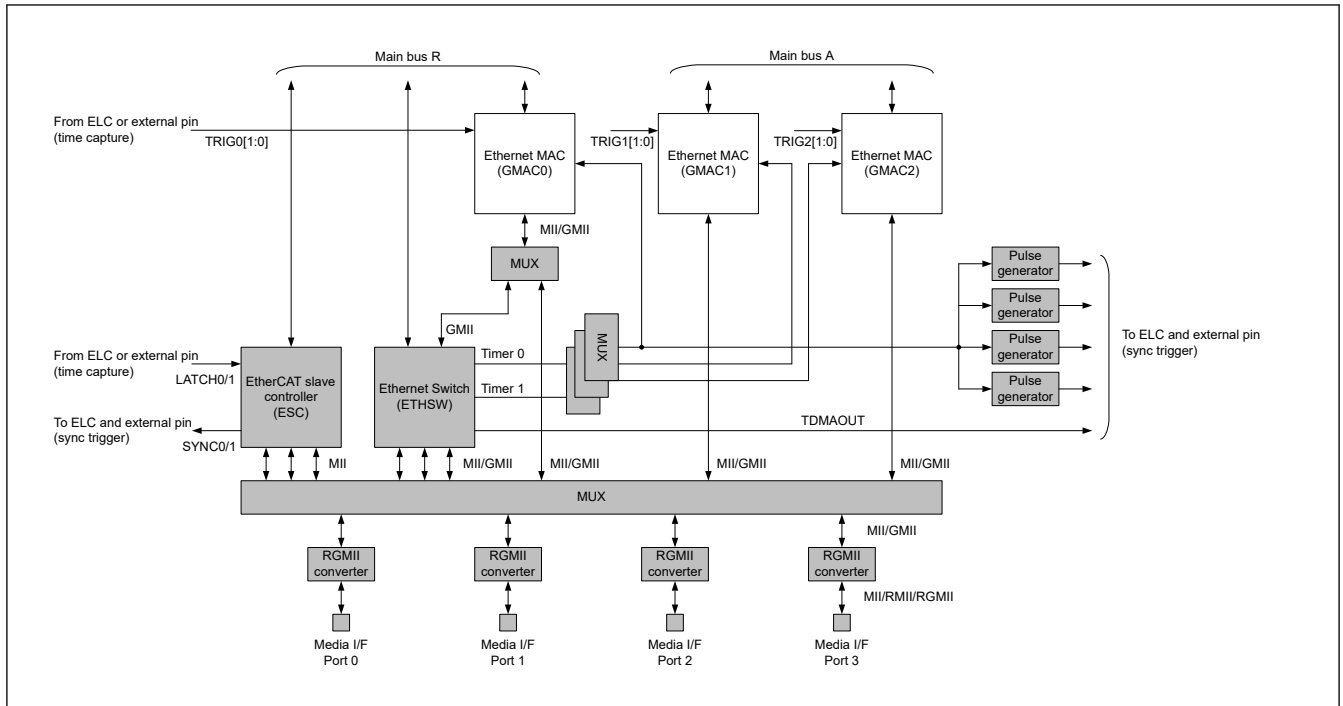 Main bus R
Main bus A
From ELC or external pin
(time capture)
TRIG0[1:0]
Ethernet MAC
(GMAC0)
TRIG1[1:0]
Ethernet MAC
(GMAC1)
TRIG2[1:0]
Ethernet MAC
(GMAC2)
MII/GMII
MUX
GMII
Pulse
generator
Pulse
generator
Pulse
generator
Pulse
generator
To ELC and external pin
(sync trigger)
From ELC or external pin
(time capture)
LATCH0/1
EtherCAT slave
controller
(ESC)
To ELC and external pin
(sync trigger)
SYNC0/1
Ethernet Switch
(ETHSW)
Timer 0
Timer 1
MUX
TDMAOUT
MII
MII/GMII
MII/GMII
MII/GMII
MII/GMII
MUX
MII/GMII
RGMII
converter
RGMII
converter
RGMII
converter
RGMII
converter
MII/RMII/RGMII
Media I/F
Port 0
Media I/F
Port 1
Media I/F
Port 2
Media I/F
Port 3